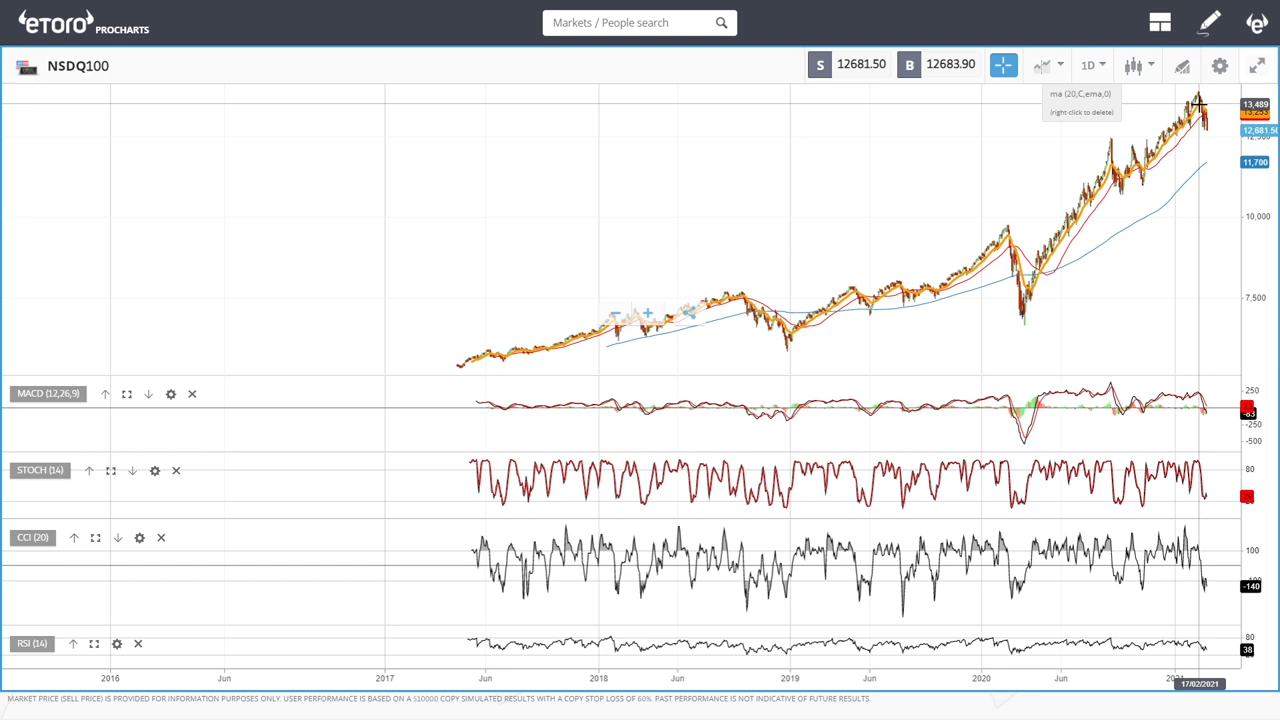 eToro PROCHARTS
Markets / People search
NSDQ100
S 12681.50 B 12683.90 1D
ma (20,C,ema,0)
(right click to delete)
13,489
13,253
12,681.50
12,500
11,700
10,000
7,500
MACD (12,26,9)
250
-83
-250
-500
STOCH (14)
80
CCI (20)
100
-140
RSI (14)
80
38
2016 Jun 2017 Jun 2018 Jun 2019 Jun 2020 Jun 2021
17/02/2021
MARKET PRICE (SELL PRICE) IS PROVIDED FOR INFORMATION PURPOSES ONLY. USER PERFORMANCE IS BASED ON A $10000 COPY SIMULATED RESULTS WITH A COPY STOP LOSS OF 60%. PAST PERFORMANCE IS NOT INDICATIVE OF FUTURE RESULTS.